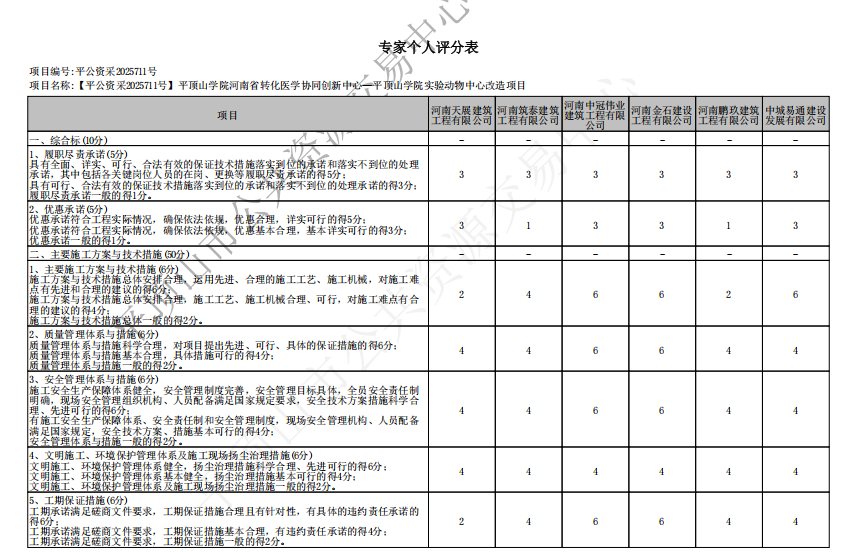 专家个人评分表
项目编号:平公资采2025711号
项目名称:【平公资采2025711号】平顶山学院河南省转化医学协同创新中心—平顶山学院实验动物中心改造项目
项目
河南天展建筑
工程有限公司
河南筑泰建筑
工程有限公司
河南中冠伟业
建筑工程有限
公司
河南金石建设
工程有限公司
河南鹏玖建筑
工程有限公司
中城易通建设
发展有限公司
一、综合标(10分) - - - - - -
1、履职尽责承诺(5分)
具有全面、详实、可行、合法有效的保证技术措施落实到位的承诺和落实不到位的处理
承诺，其中包括各关键岗位人员的在岗、更换等履职尽责承诺的得5分；
具有可行、合法有效的保证技术措施落实到位的承诺和落实不到位的处理承诺的得3分；
履职尽责承诺一般的得1分。
3 3 3 3 3 3
2、优惠承诺(5分)
优惠承诺符合工程实际情况，确保依法依规，优惠合理，详实可行的得5分；
优惠承诺符合工程实际情况，确保依法依规，优惠基本合理，基本详实可行的得3分；
优惠承诺一般的得1分。
3 1 3 3 1 3
二、主要施工方案与技术措施(50分) - - - - - -
1、主要施工方案与技术措施(6分)
施工方案与技术措施总体安排合理，运用先进、合理的施工工艺、施工机械，对施工难
点有先进和合理的建议的得6分；
施工方案与技术措施总体安排合理，施工工艺、施工机械合理、可行，对施工难点有合
理的建议的得4分；
施工方案与技术措施总体一般的得2分。
2 4 6 6 2 6
2、质量管理体系与措施(6分)
质量管理体系与措施科学合理，对项目提出先进、可行、具体的保证措施的得6分；
质量管理体系与措施基本合理，具体措施可行的得4分；
质量管理体系与措施一般的得2分。
4 4 6 6 4 4
3、安全管理体系与措施(6分)
施工安全生产保障体系健全，安全管理制度完善，安全管理目标具体，全员安全责任制
明确，现场安全管理组织机构、人员配备满足国家规定要求，安全技术方案措施科学合
理、先进可行的得6分；
有施工安全生产保障体系、安全责任制和安全管理制度，现场安全管理机构、人员配备
满足国家规定，安全技术方案、措施基本可行的得4分；
安全管理体系与措施一般的得2分。
4 4 6 6 4 4
4、文明施工、环境保护管理体系及施工现场扬尘治理措施(6分)
文明施工、环境保护管理体系健全，扬尘治理措施科学合理、先进可行的得6分；
文明施工、环境保护管理体系基本健全，扬尘治理措施基本可行的得4分；
文明施工、环境保护管理体系及施工现场扬尘治理措施一般的得2分。
4 4 4 4 4 4
5、工期保证措施(6分)
工期承诺满足磋商文件要求，工期保证措施合理且有针对性，有具体的违约责任承诺的
得6分；
工期承诺满足磋商文件要求，工期保证措施基本合理，有违约责任承诺的得4分；
工期承诺满足磋商文件要求，工期保证措施一般的得2分。
2 4 6 6 4 4
平顶山市公共资源交易中心
山市公共资源交易中心